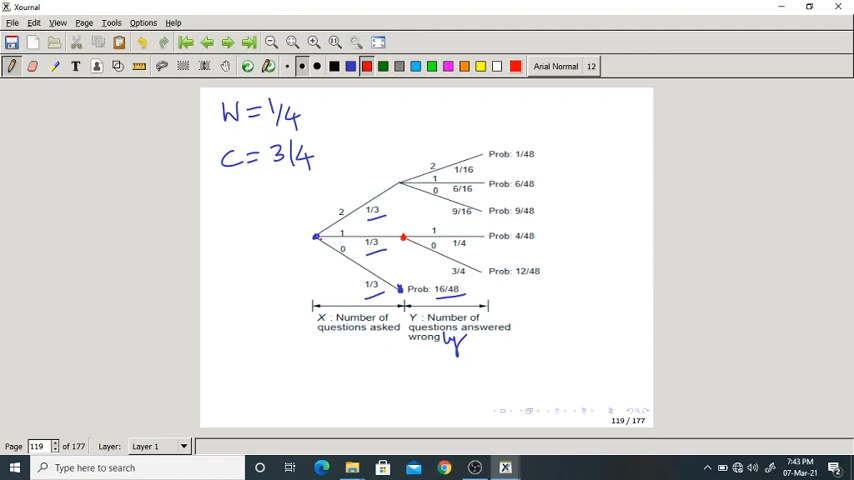 Xournal
File Edit View Page Tools Options Help
T Arial Normal 12
W = 1/4
C = 3/4
2 1/3
1 1/3
0 1/3
2 1/16 Prob: 1/48
1 6/16 Prob: 6/48
0 9/16 Prob: 9/48
1 1/4 Prob: 4/48
0 3/4 Prob: 12/48
Prob: 16/48
X : Number of questions asked
Y : Number of questions answered
wrongly
119 / 177
Page 119 of 177 Layer: Layer 1
Type here to search
7:43 PM
07-Mar-21
2